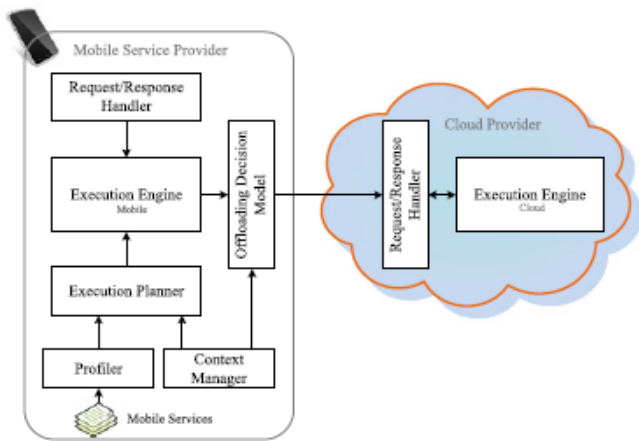 Mobile Service Provider
Request/Response
Handler
Execution Engine
Mobile
Offloading Decision
Model
Execution Planner
Profiler
Context
Manager
Mobile Services
Cloud Provider
Request/Response
Handler
Execution Engine
Cloud